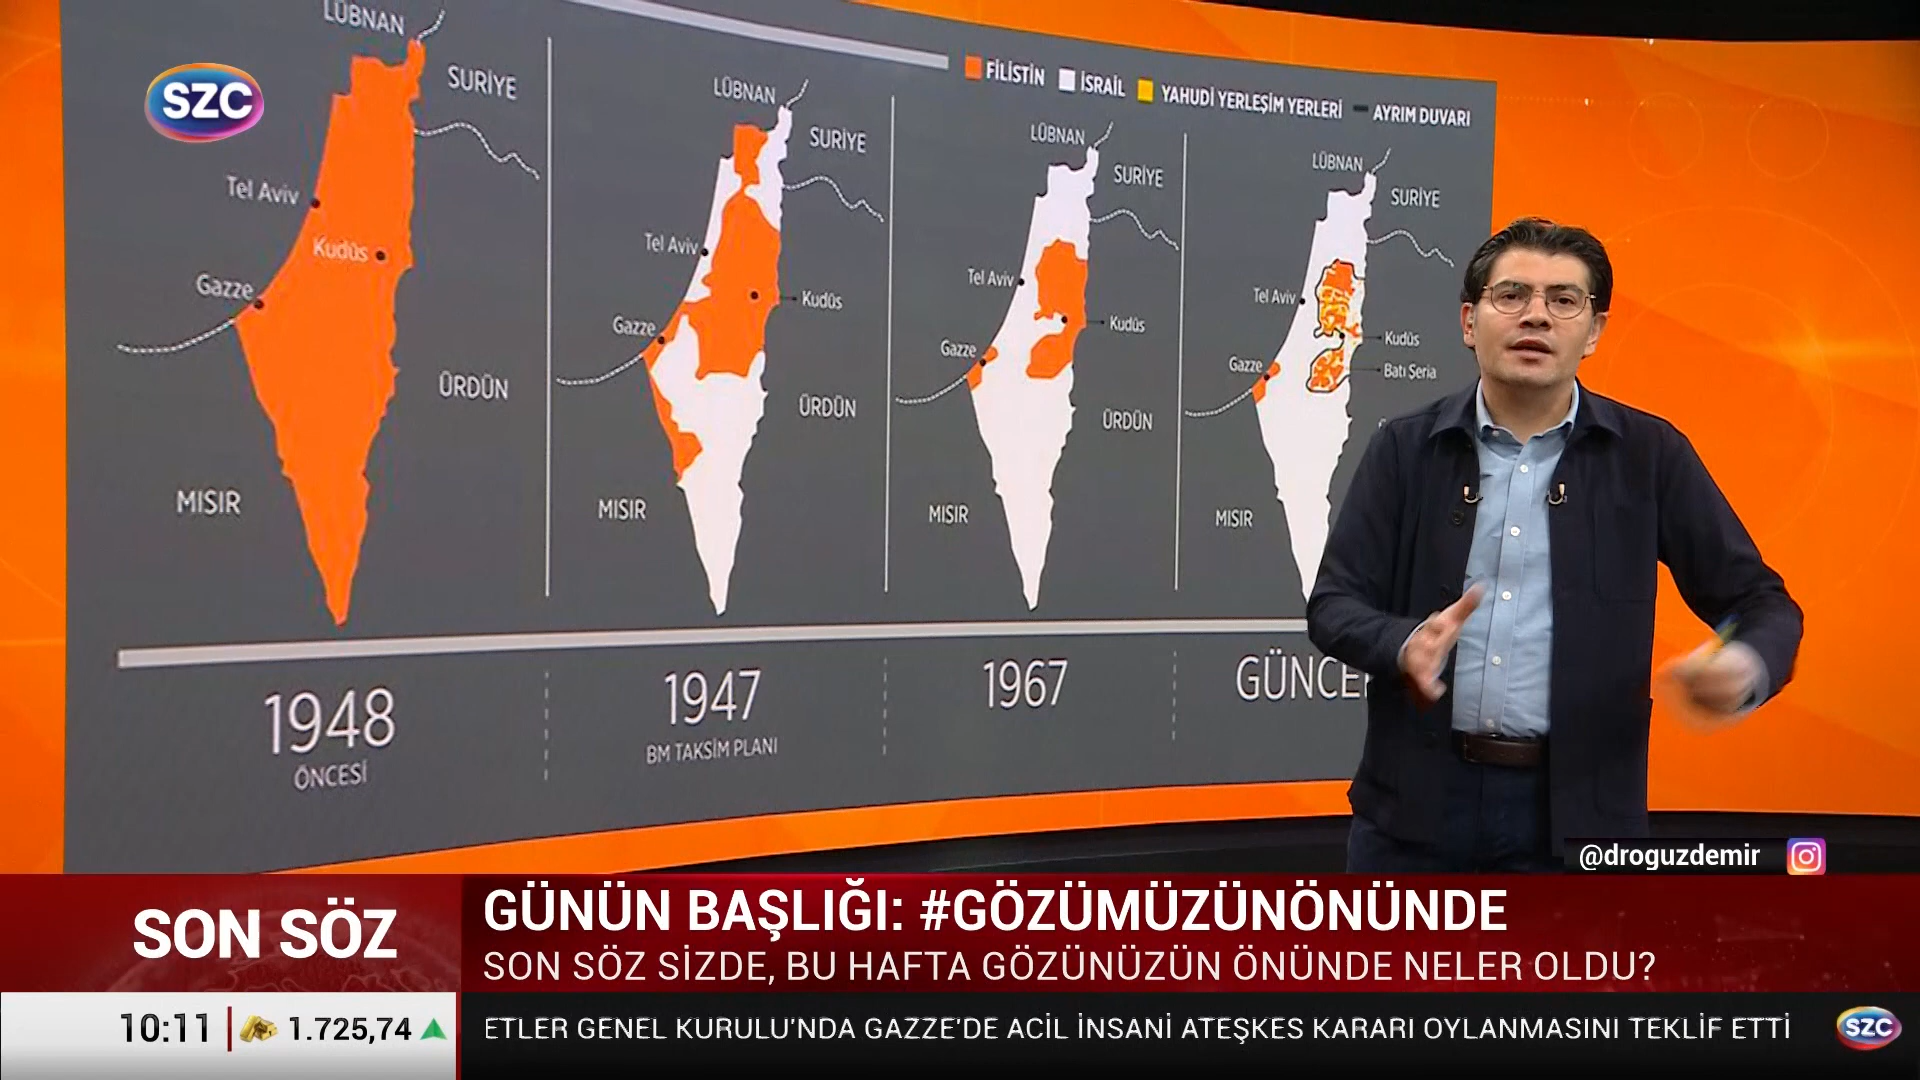 SZC
FİLİSTİN
İSRAİL
YAHUDİ YERLEŞİM YERLERİ
AYRIM DUVARI
LÜBNAN
SURİYE
Tel Aviv
Kudüs
Gazze
ÜRDÜN
MISIR
1948
ÖNCESİ
LÜBNAN
SURİYE
Tel Aviv
Kudüs
Gazze
ÜRDÜN
MISIR
1947
BM TAKSİM PLANI
LÜBNAN
SURİYE
Tel Aviv
Kudüs
Gazze
ÜRDÜN
MISIR
1967
LÜBNAN
SURİYE
Tel Aviv
Kudüs
Batı Şeria
Gazze
MISIR
GÜNCE
@droguzdemir
SON SÖZ
GÜNÜN BAŞLIĞI: #GÖZÜMÜZÜNÖNÜNDE
SON SÖZ SİZDE, BU HAFTA GÖZÜNÜZÜN ÖNÜNDE NELER OLDU?
10:11
1.725,74
ETLER GENEL KURULU'NDA GAZZE'DE ACİL İNSANİ ATEŞKES KARARI OYLANMASINI TEKLİF ETTİ
SZC